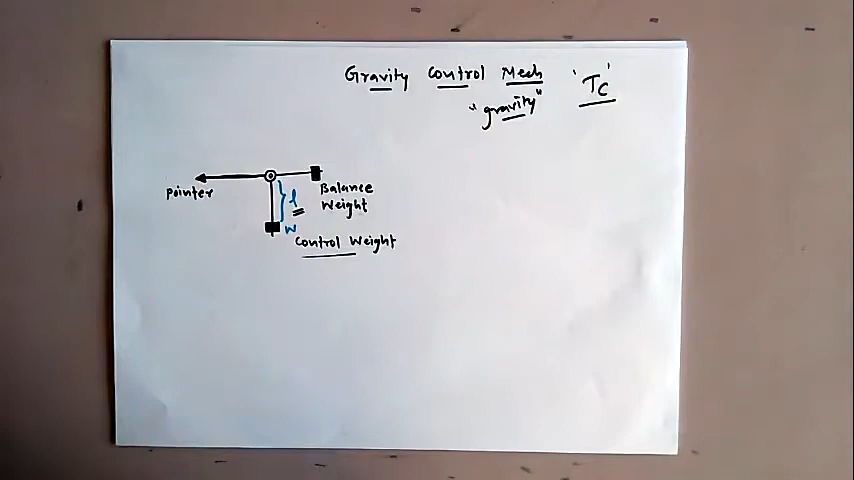 Gravity Control Mech 'Tc'
"gravity"
Pointer
Balance
Weight
l
W
Control Weight